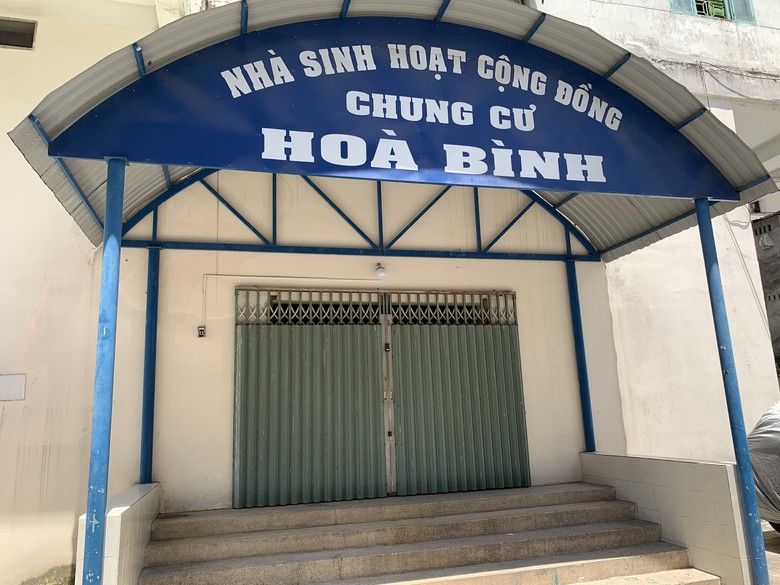 NHÀ SINH HOẠT CỘNG ĐỒNG
CHUNG CƯ
HOÀ BÌNH